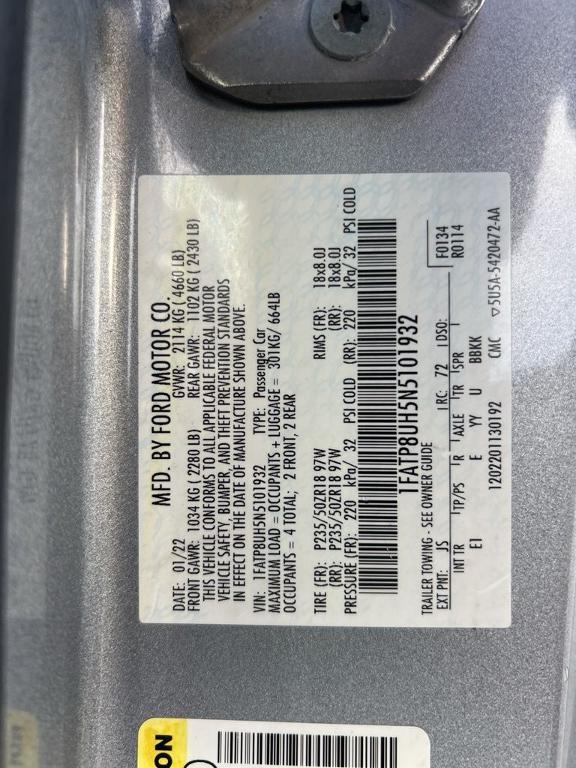 MFD. BY FORD MOTOR CO.
DATE: 01/22 GVWR: 2114 KG ( 4660 LB)
FRONT GAWR: 1034 KG ( 2280 LB) REAR GAWR: 1102 KG ( 2430 LB)
THIS VEHICLE CONFORMS TO ALL APPLICABLE FEDERAL MOTOR
VEHICLE SAFETY, BUMPER, AND THEFT PREVENTION STANDARDS
IN EFFECT ON THE DATE OF MANUFACTURE SHOWN ABOVE.
VIN: 1FATP8UH5N5101932 TYPE: Passenger Car
MAXIMUM LOAD = OCCUPANTS + LUGGAGE = 301KG/ 664LB
OCCUPANTS = 4 TOTAL; 2 FRONT, 2 REAR
TIRE (FR): P235/50ZR18 97W RIMS (FR): 18x8.0J
(RR): P235/50ZR18 97W (RR): 18x8.0J
PRESSURE (FR): 220 kPa/ 32 PSI COLD (RR): 220 kPa/ 32 PSI COLD
1FATP8UH5N5101932
TRAILER TOWING - SEE OWNER GUIDE F0134
EXT PNT: JS RC: 72 DSO: R0114
INT TR TP/PS R AXLE TR SPR
EI E YY U BBKK
1202201130192 CMC ▽5U5A-5420472-AA
ON